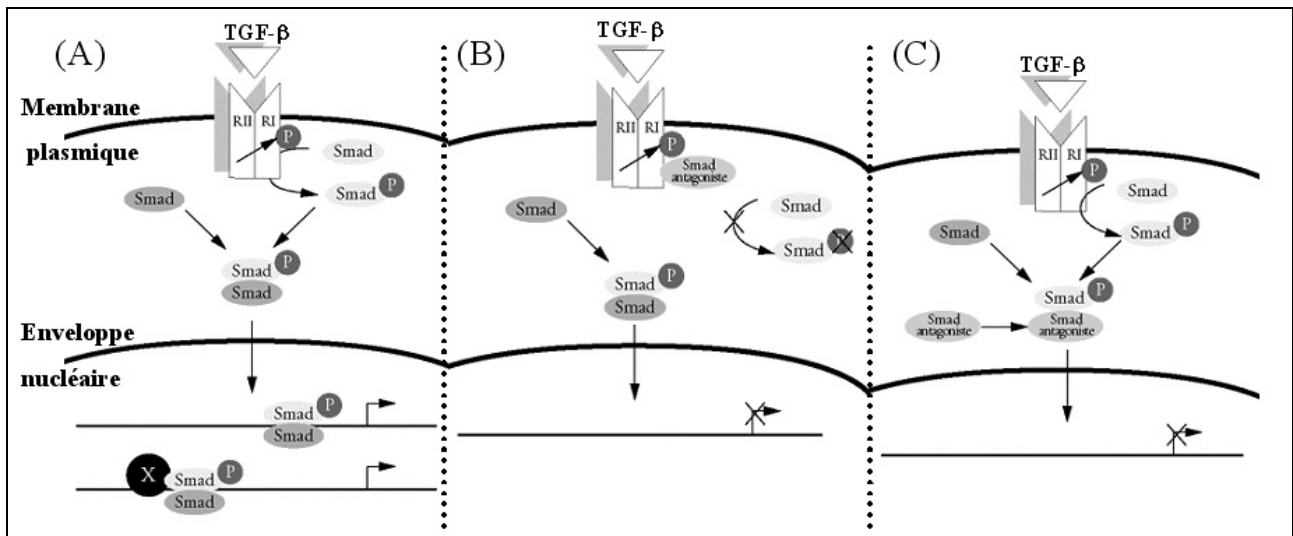 (A)
TGF-β
Membrane
plasmique
RII RI
P
Smad
Smad P
Smad
Smad P
Smad
Enveloppe
nucléaire
Smad P
Smad
X Smad P
Smad
(B)
TGF-β
RII RI
P
Smad
antagoniste
Smad
Smad
Smad P
Smad P
Smad
(C)
TGF-β
RII RI
P
Smad
Smad P
Smad
Smad P
Smad
antagoniste
Smad
antagoniste